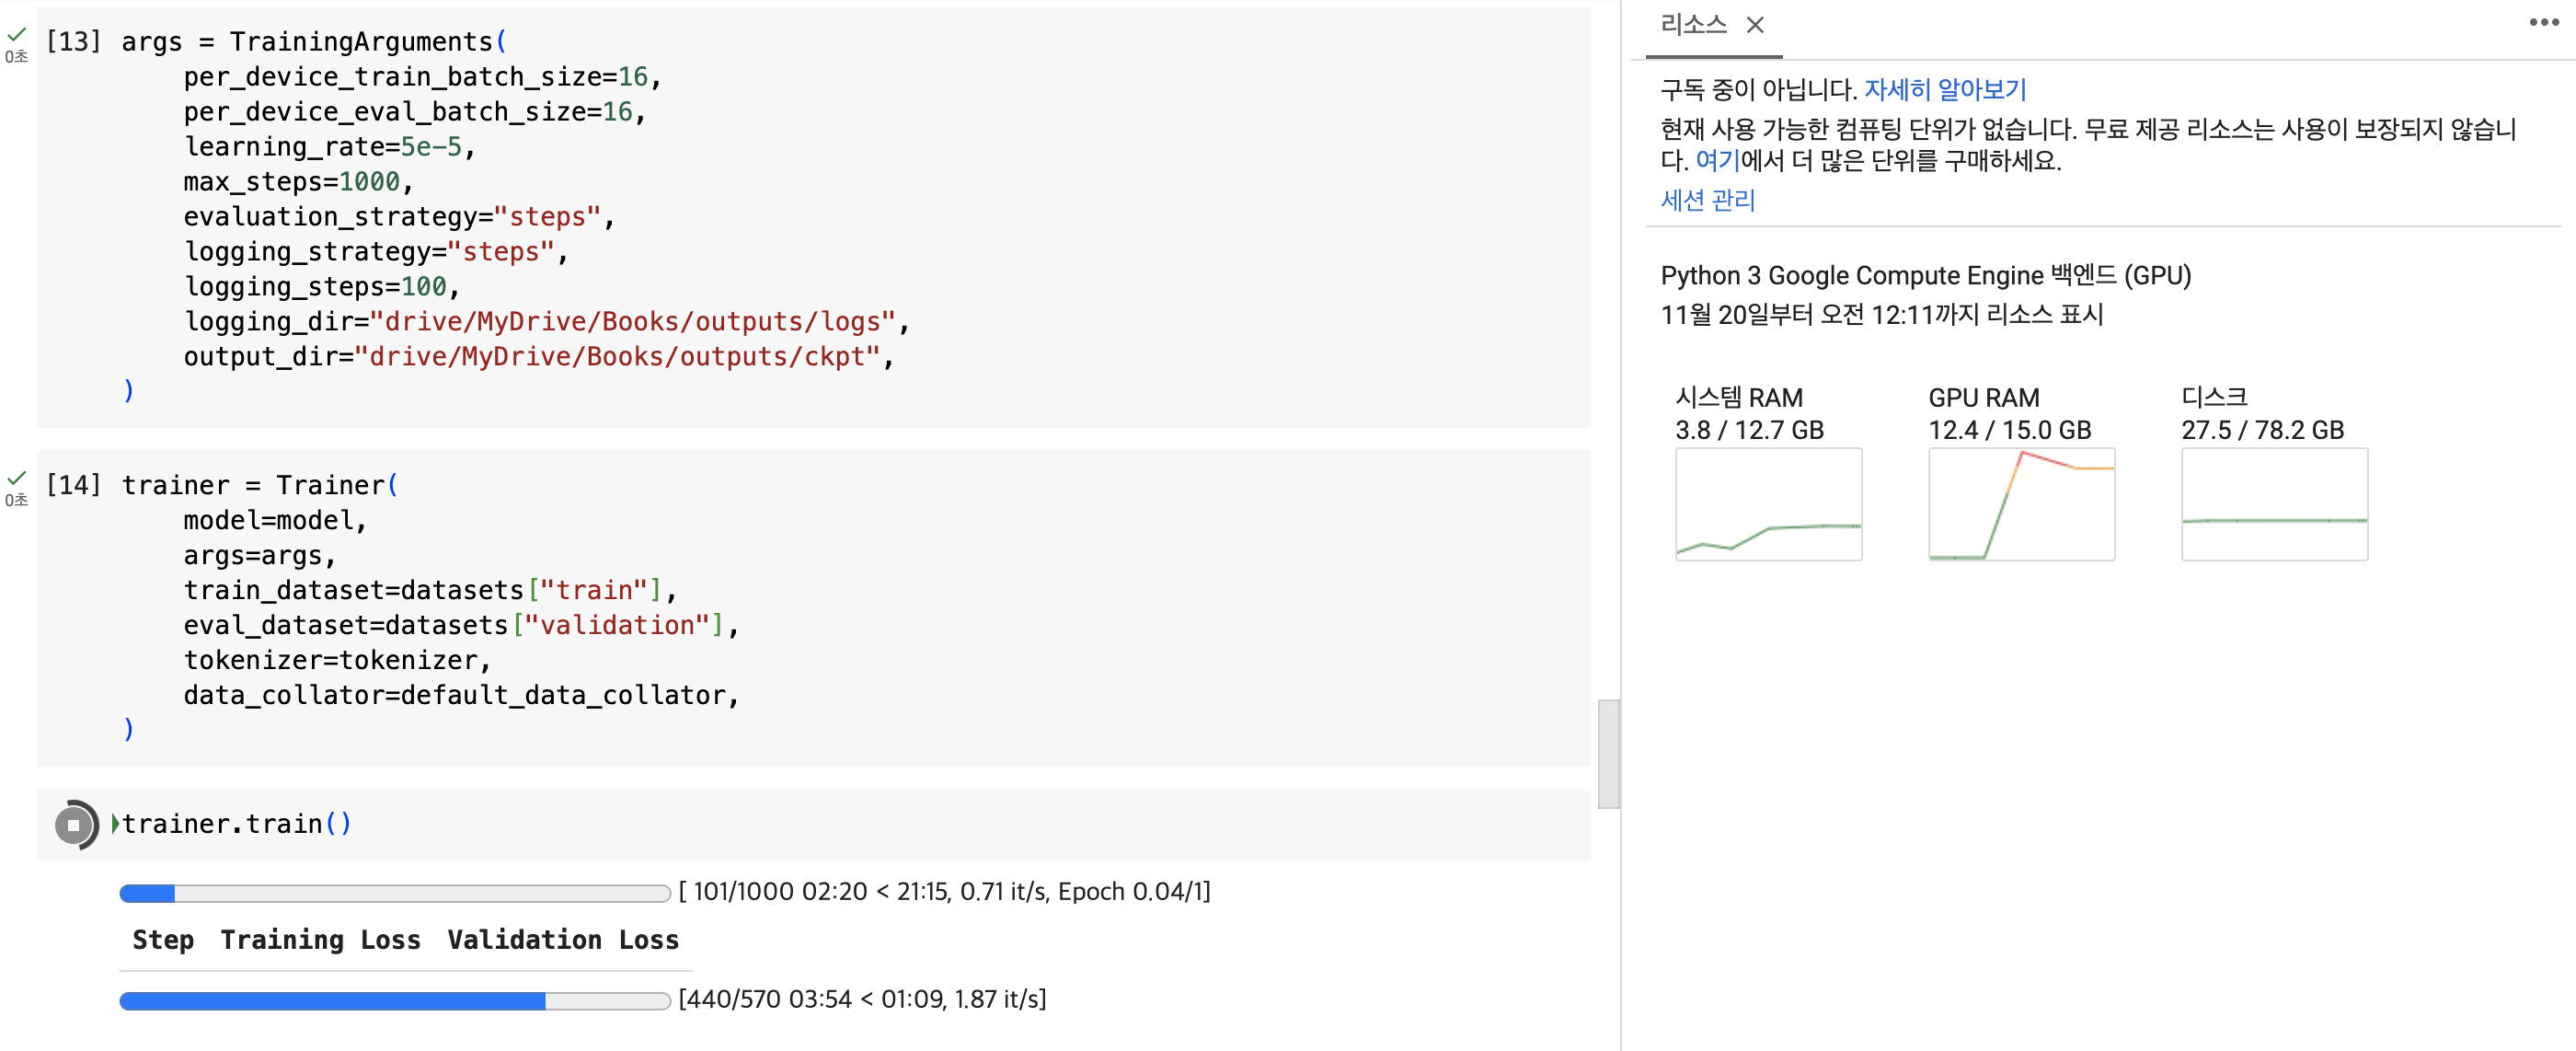 [13] args = TrainingArguments(
per_device_train_batch_size=16,
per_device_eval_batch_size=16,
learning_rate=5e-5,
max_steps=1000,
evaluation_strategy="steps",
logging_strategy="steps",
logging_steps=100,
logging_dir="drive/MyDrive/Books/outputs/logs",
output_dir="drive/MyDrive/Books/outputs/ckpt",
)
0초
[14] trainer = Trainer(
model=model,
args=args,
train_dataset=datasets["train"],
eval_dataset=datasets["validation"],
tokenizer=tokenizer,
data_collator=default_data_collator,
)
0초
trainer.train()
[ 101/1000 02:20 < 21:15, 0.71 it/s, Epoch 0.04/1]
Step Training Loss Validation Loss
[440/570 03:54 < 01:09, 1.87 it/s]
리소스
구독 중이 아닙니다. 자세히 알아보기
현재 사용 가능한 컴퓨팅 단위가 없습니다. 무료 제공 리소스는 사용이 보장되지 않습니
다. 여기에서 더 많은 단위를 구매하세요.
세션 관리
Python 3 Google Compute Engine 백엔드 (GPU)
11월 20일부터 오전 12:11까지 리소스 표시
시스템 RAM
3.8 / 12.7 GB
GPU RAM
12.4 / 15.0 GB
디스크
27.5 / 78.2 GB